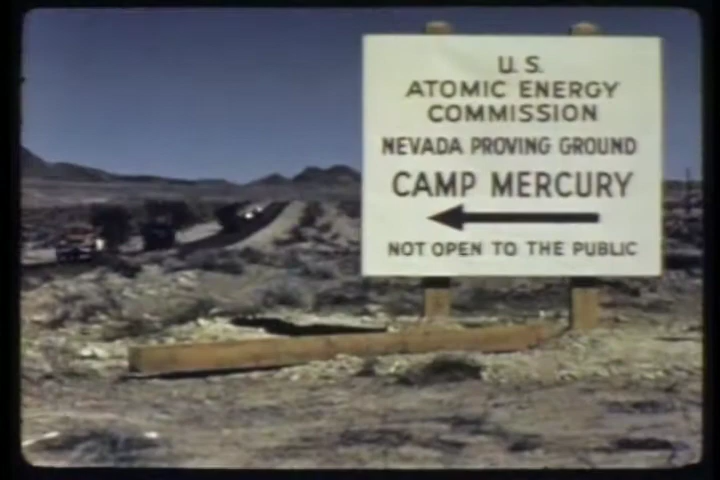 U. S.
ATOMIC ENERGY
COMMISSION
NEVADA PROVING GROUND
CAMP MERCURY
NOT OPEN TO THE PUBLIC